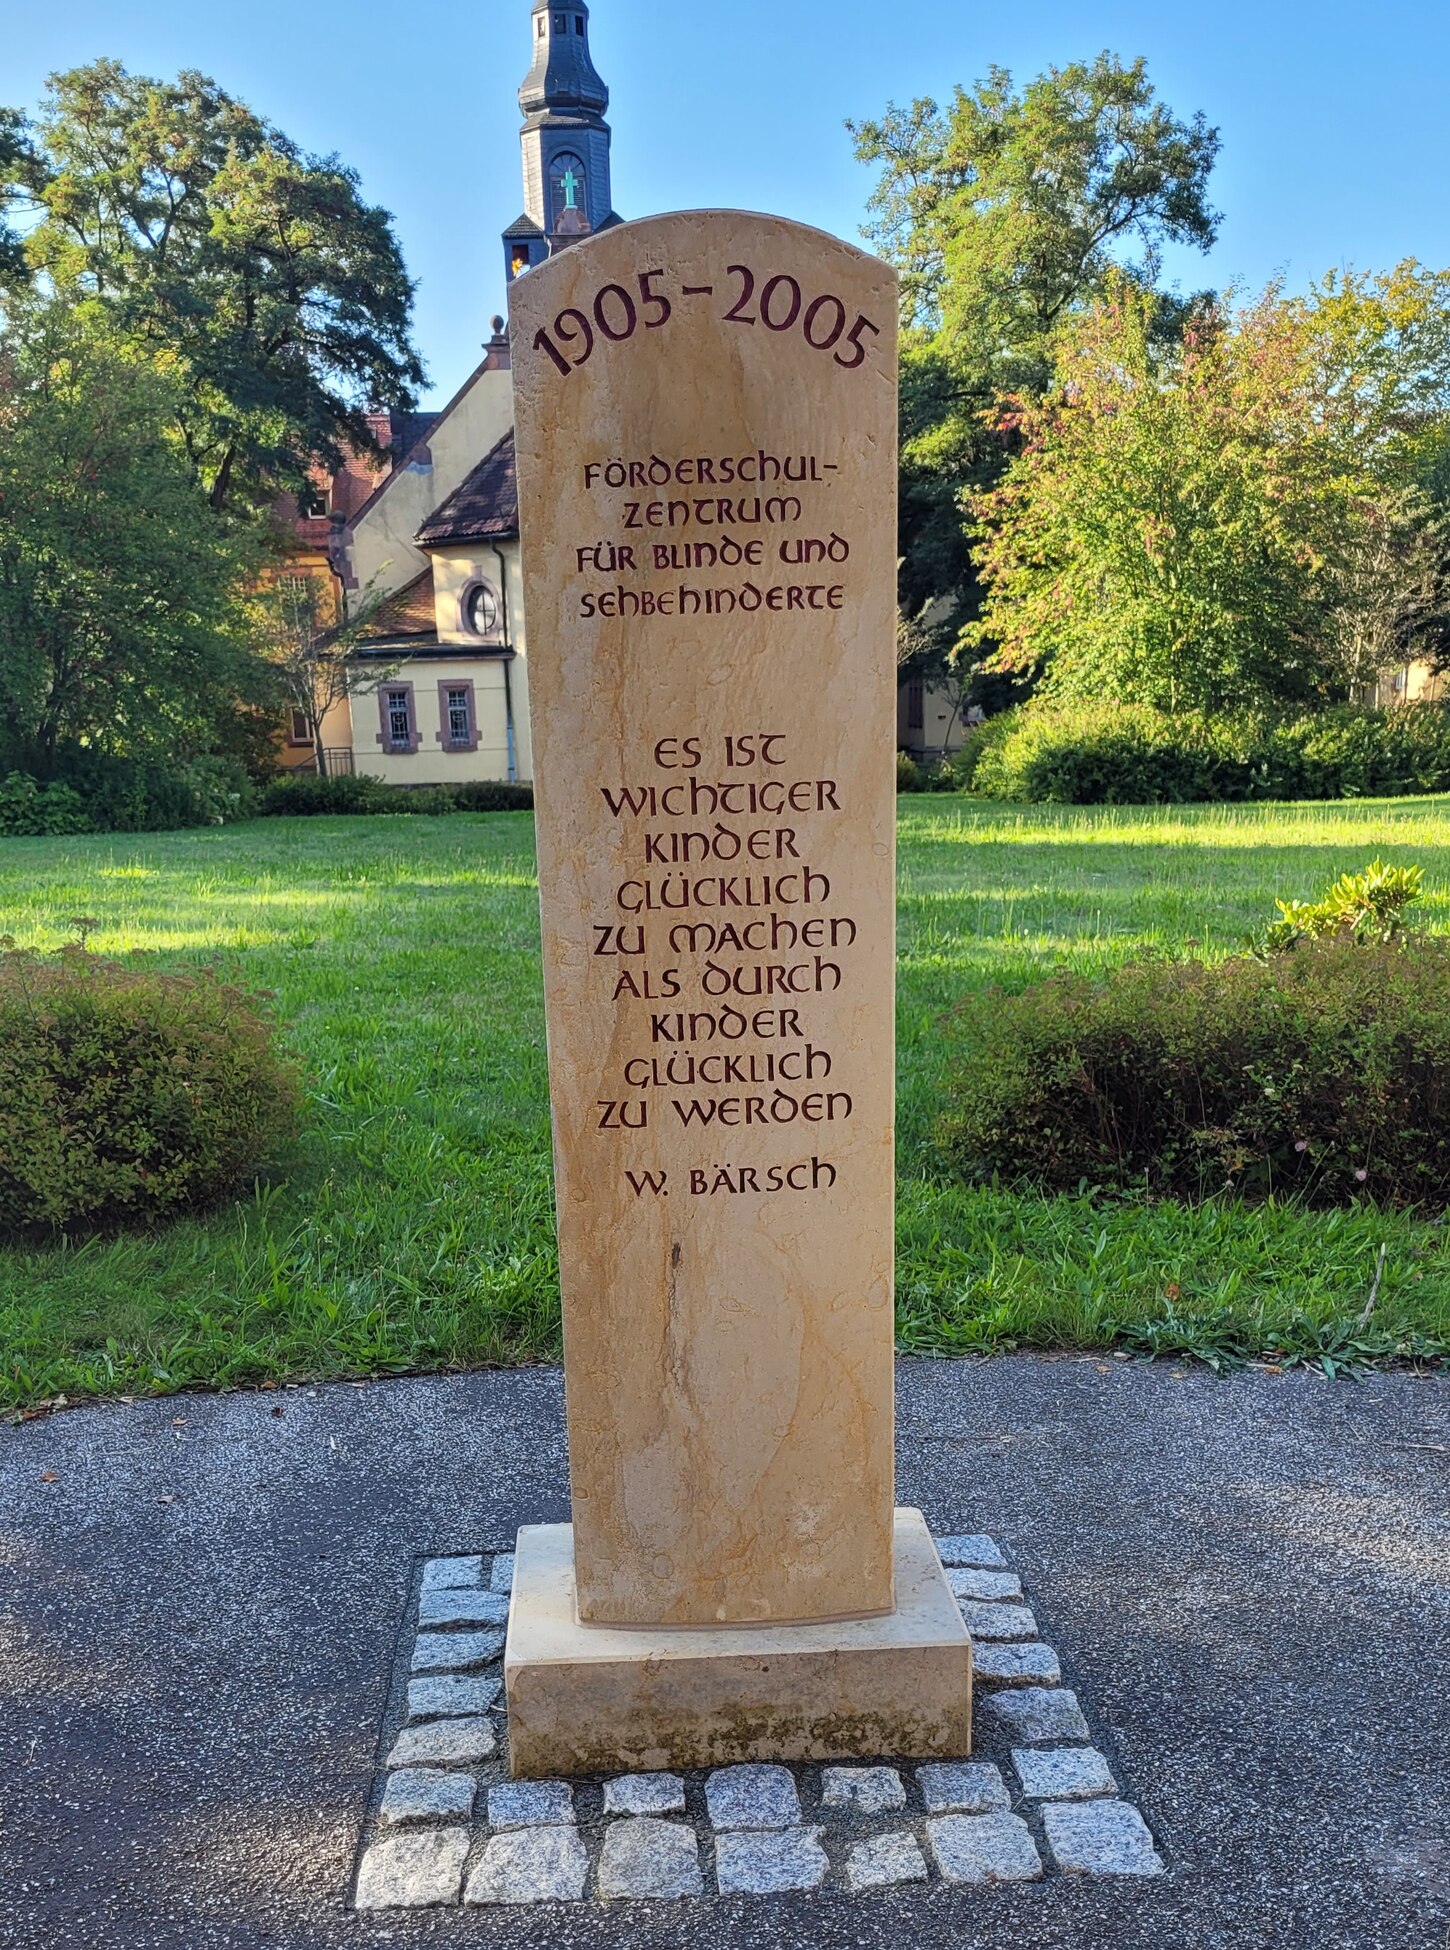 1905-2005
FÖRDERSCHUL-
ZENTRUM
FÜR BLINDE UND
SEHBEHINDERTE
ES IST
WICHTIGER
KINDER
GLÜCKLICH
ZU MACHEN
ALS DURCH
KINDER
GLÜCKLICH
ZU WERDEN
W. BÄRSCH